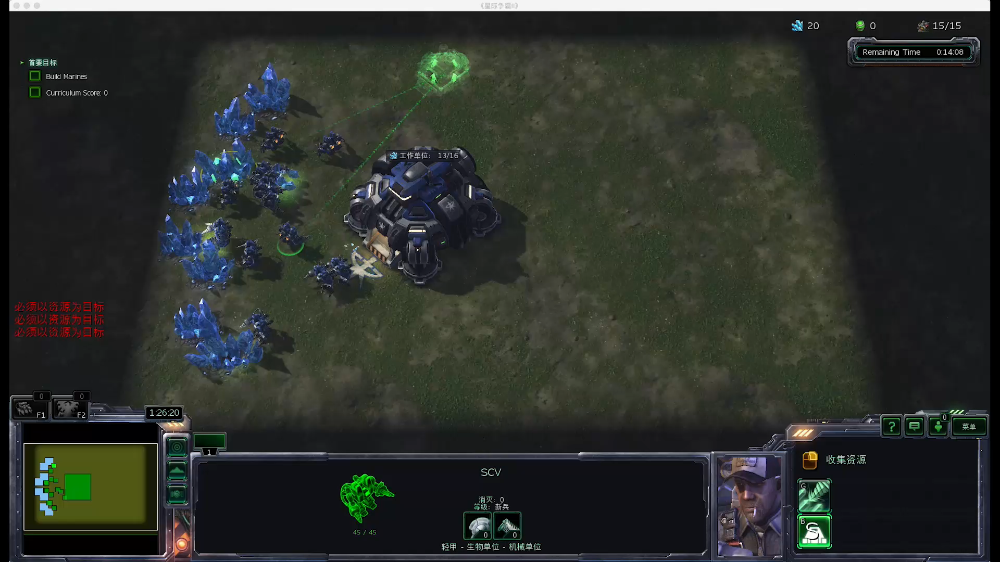 《星际争霸II》
20
0
15/15
Remaining Time 0:14:08
首要目标
Build Marines
Curriculum Score: 0
工作单位: 13/16
必须以资源为目标
必须以资源为目标
必须以资源为目标
0
0
F1
F2
1:26:20
0
?
菜单
1
SCV
收集资源
G
消灭: 0
等级: 新兵
B
0
0
45 / 45
轻甲 - 生物单位 - 机械单位